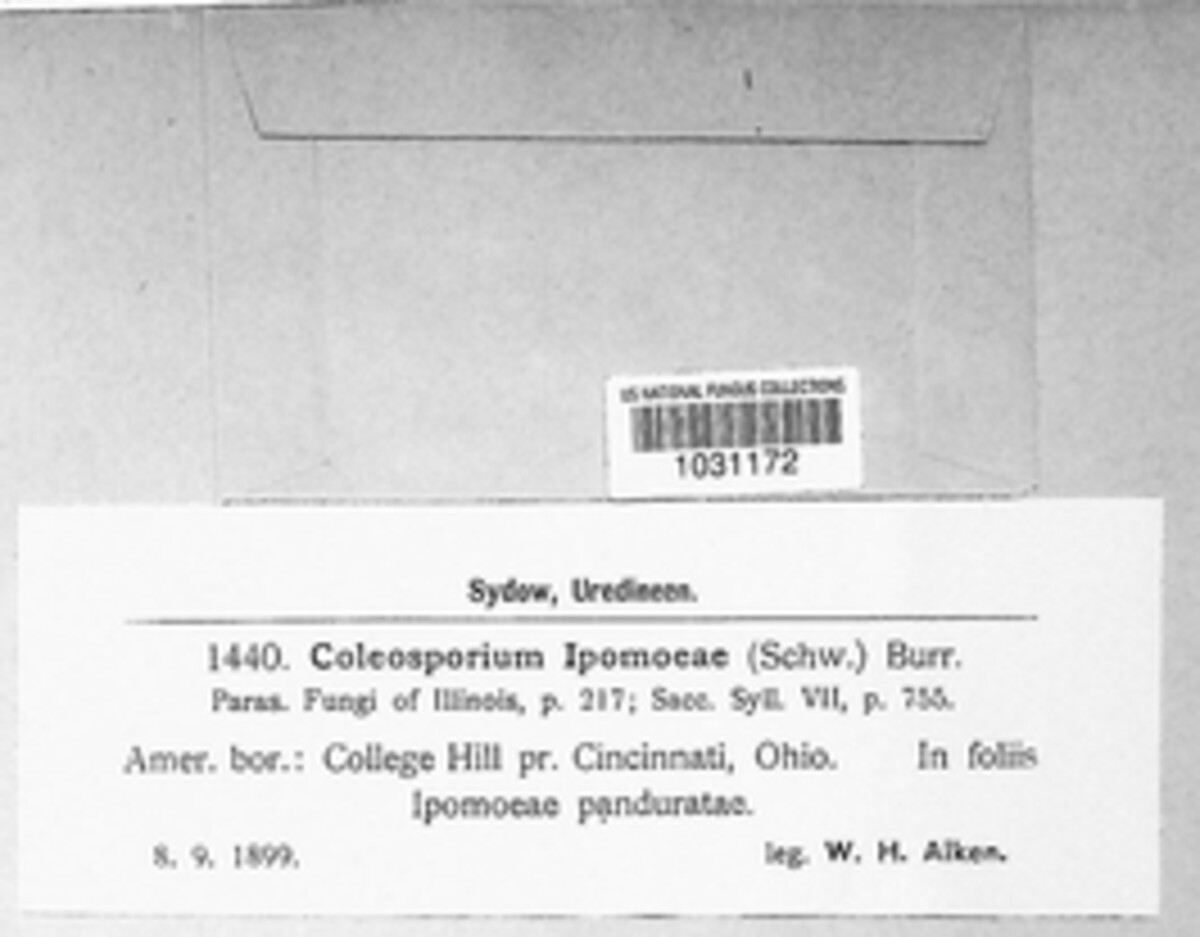 US NATIONAL FUNGUS COLLECTIONS
1031172
Sydow, Uredineen.
1440. Coleosporium Ipomoeae (Schw.) Burr.
Paras. Fungi of Illinois, p. 217; Sacc. Syll. VII, p. 755.
Amer. bor.: College Hill pr. Cincinnati, Ohio. In foliis
Ipomoeae panduratae.
8. 9. 1899. leg. W. H. Aiken.